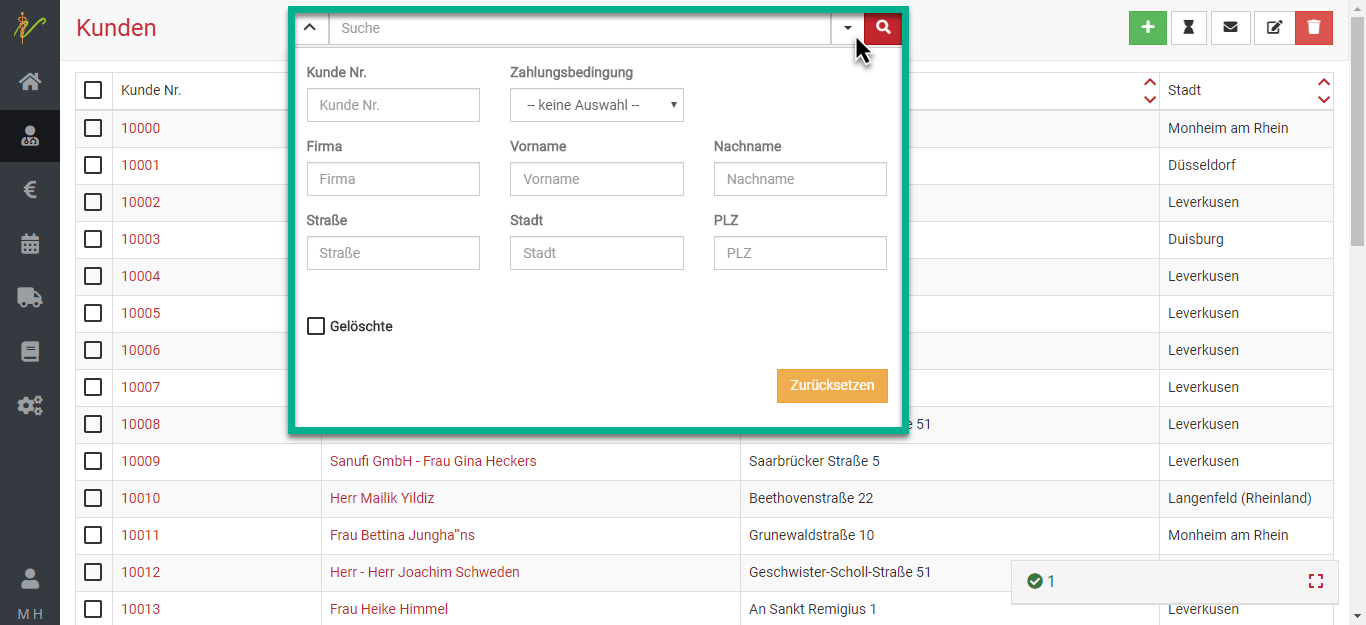 Kunden
Suche
Kunde Nr. Zahlungsbedingung
Kunde Nr. -- keine Auswahl --
Firma Vorname Nachname
Firma Vorname Nachname
Straße Stadt PLZ
Straße Stadt PLZ
Gelöschte
Zurücksetzen
Kunde Nr. Stadt
10000 Monheim am Rhein
10001 Düsseldorf
10002 Leverkusen
10003 Duisburg
10004 Leverkusen
10005 Leverkusen
10006 Leverkusen
10007 Leverkusen
10008 e 51 Leverkusen
10009 Sanufi GmbH - Frau Gina Heckers Saarbrücker Straße 5 Leverkusen
10010 Herr Mailik Yildiz Beethovenstraße 22 Langenfeld (Rheinland)
10011 Frau Bettina Jungha'''ns Grunewaldstraße 10 Monheim am Rhein
10012 Herr - Herr Joachim Schweden Geschwister-Scholl-Straße 51
10013 Frau Heike Himmel An Sankt Remigius 1 Leverkusen
1
M H